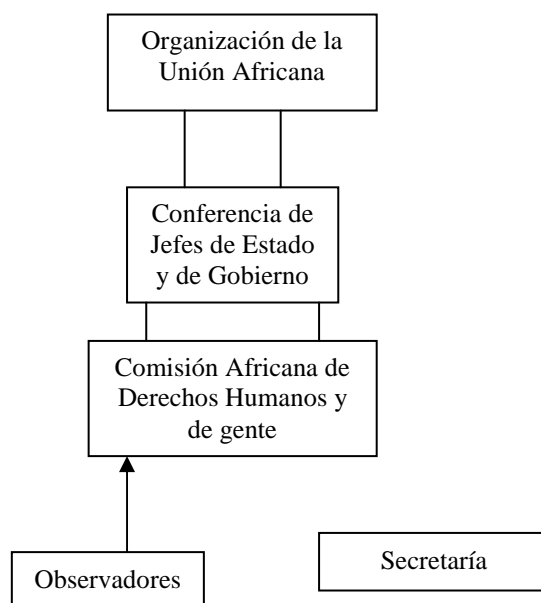 Organización de la
Unión Africana
Conferencia de
Jefes de Estado
y de Gobierno
Comisión Africana de
Derechos Humanos y
de gente
Observadores
Secretaría